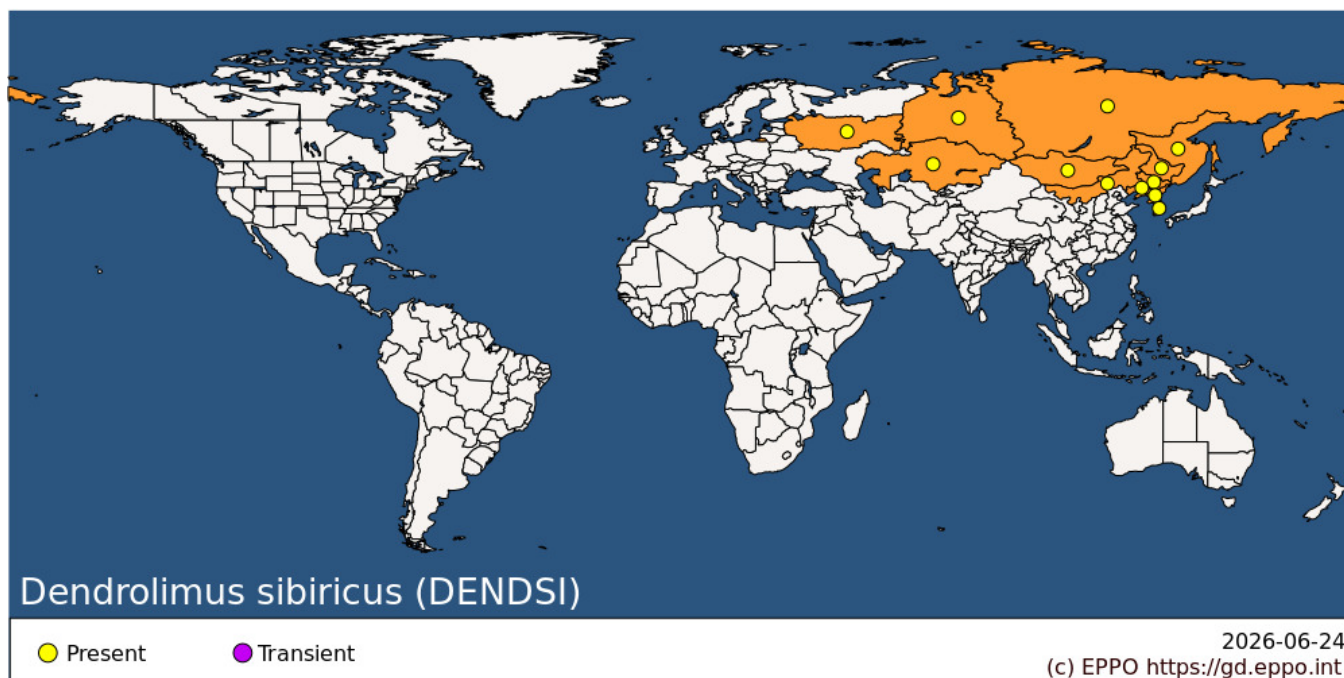 Dendrolimus sibiricus (DENDSI)
Present
Transient
2026-06-24
(c) EPPO https://gd.eppo.int